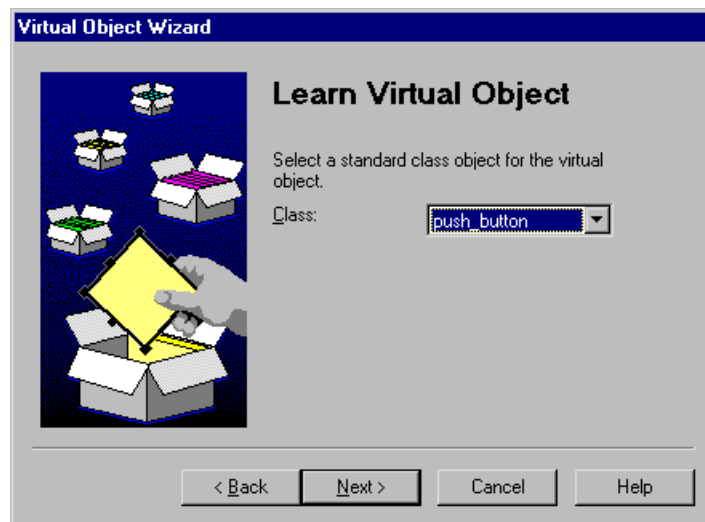 Virtual Object Wizard
Learn Virtual Object
Select a standard class object for the virtual
object.
Class:
push_button
< Back
Next >
Cancel
Help